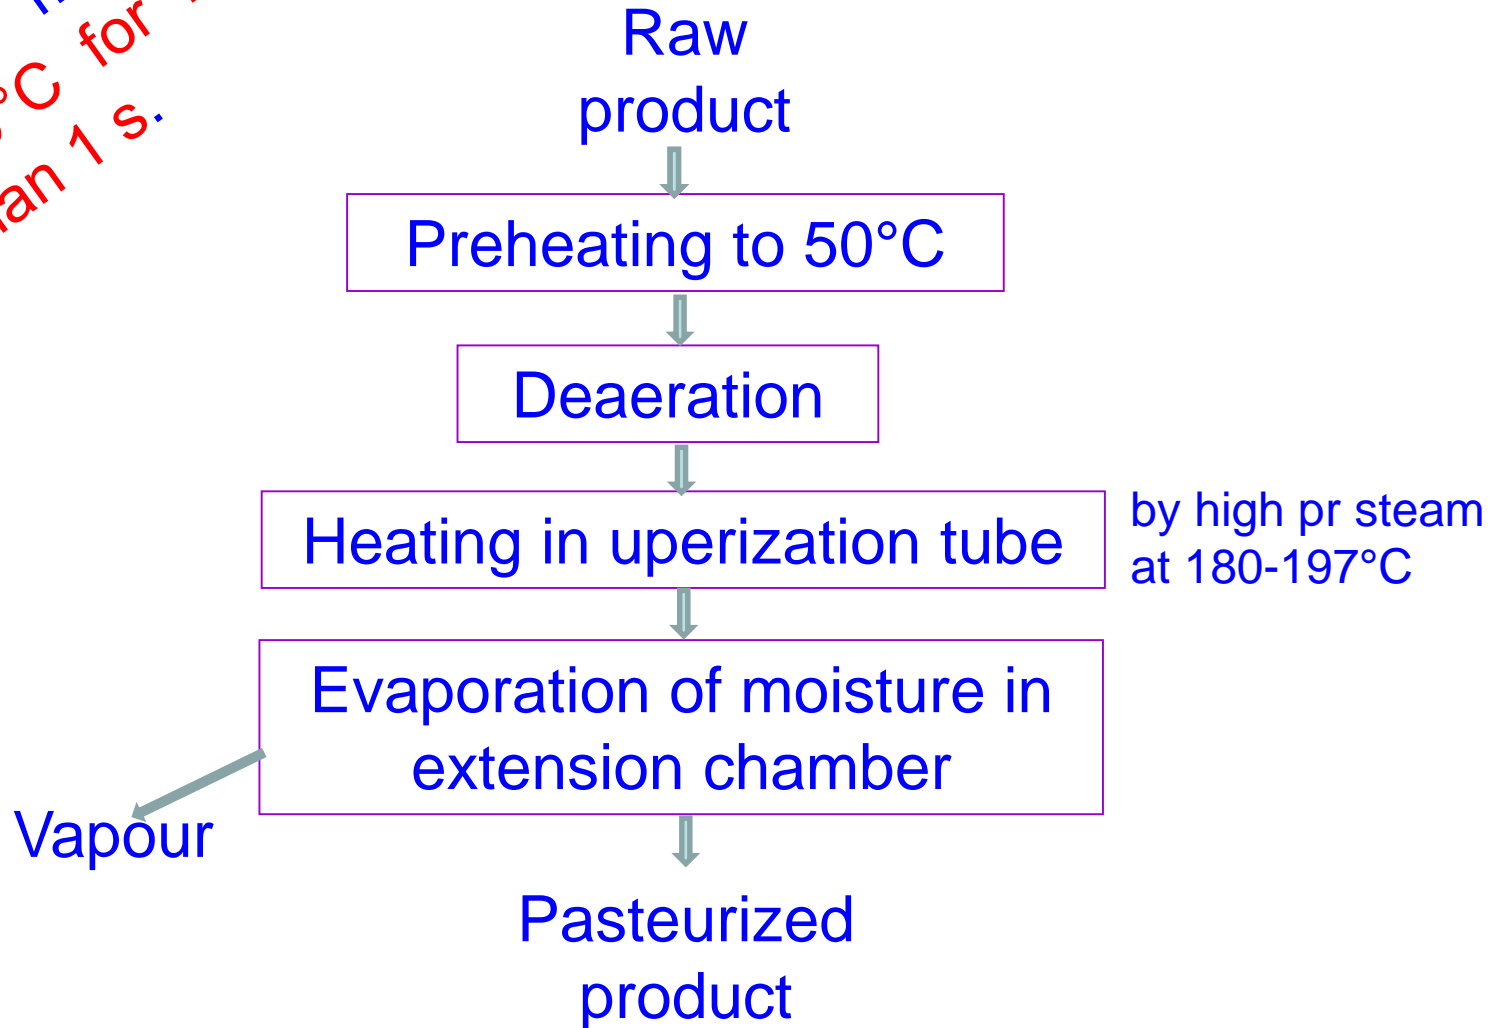 °C for
than 1 s.
Raw
product
Preheating to 50°C
Deaeration
Heating in uperization tube
by high pr steam
at 180-197°C
Evaporation of moisture in
extension chamber
Vapour
Pasteurized
product